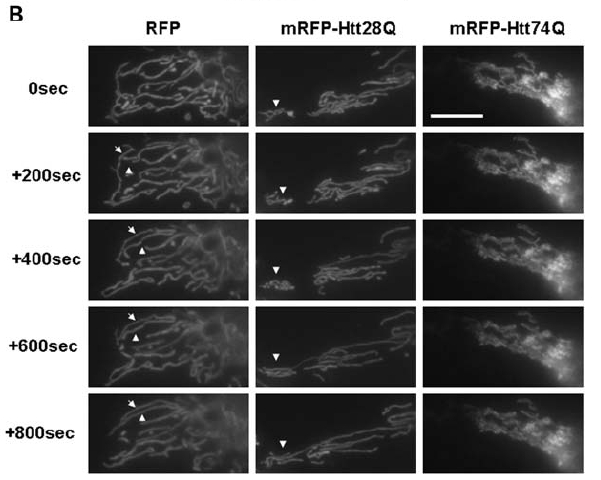 B
RFP mRFP-Htt28Q mRFP-Htt74Q
0sec
+200sec
+400sec
+600sec
+800sec